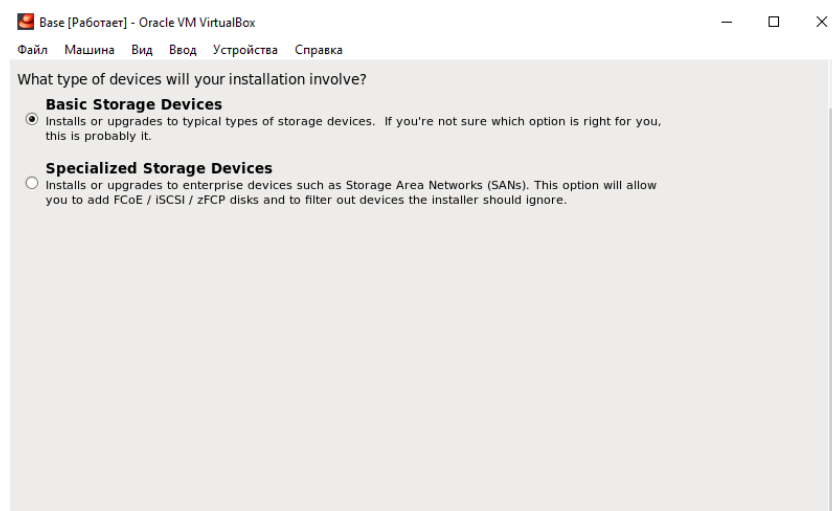 Base [Работает] - Oracle VM VirtualBox
Файл Машина Вид Ввод Устройства Справка
What type of devices will your installation involve?
Basic Storage Devices
Installs or upgrades to typical types of storage devices. If you're not sure which option is right for you,
this is probably it.
Specialized Storage Devices
Installs or upgrades to enterprise devices such as Storage Area Networks (SANs). This option will allow
you to add FCoE / iSCSI / zFCP disks and to filter out devices the installer should ignore.